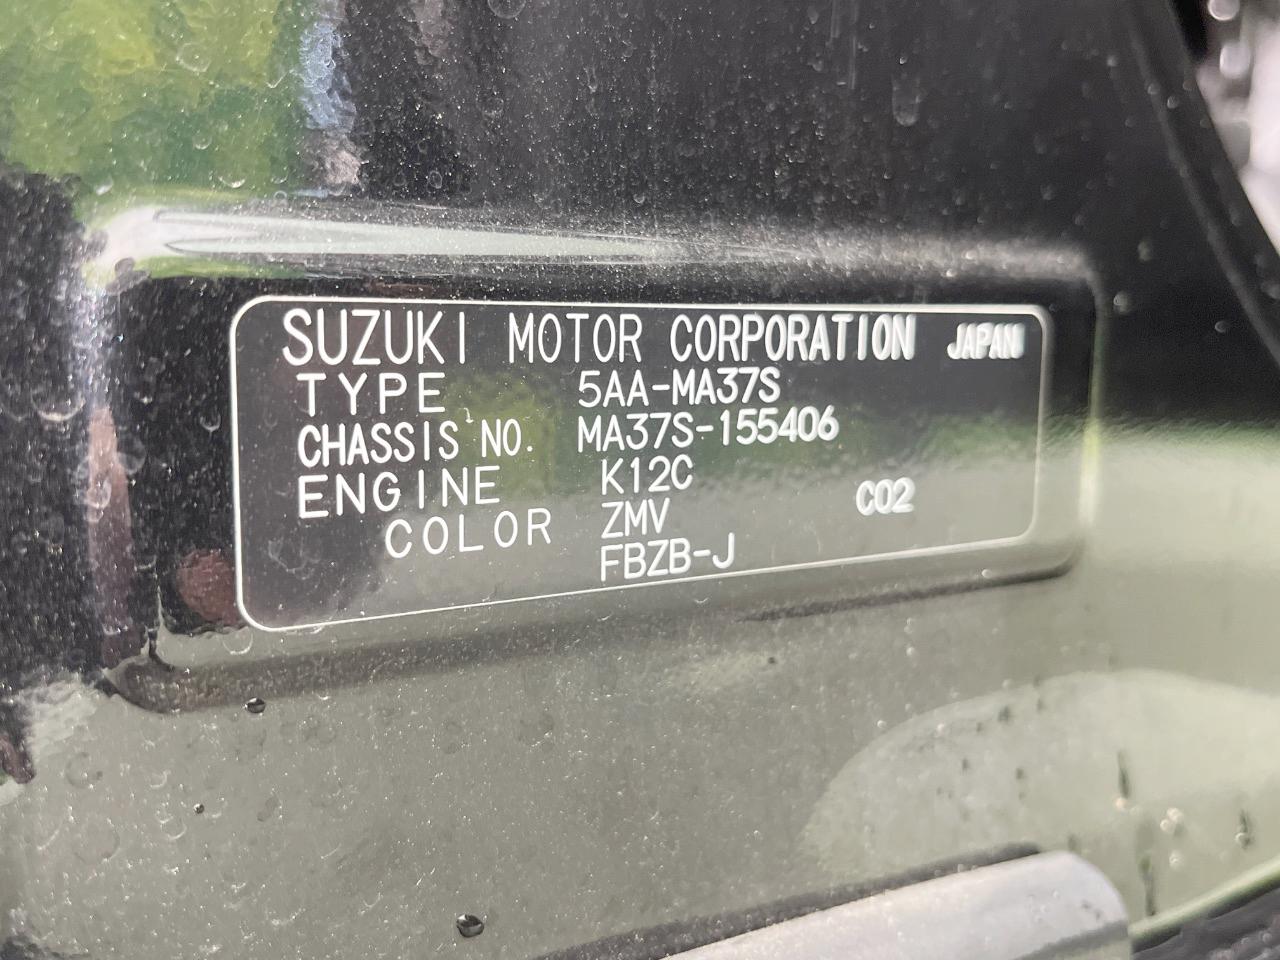 SUZUKI MOTOR CORPORATION JAPAN
TYPE 5AA-MA37S
CHASSIS NO. MA37S-155406
ENGINE K12C
COLOR ZMV C02
FBZB-J